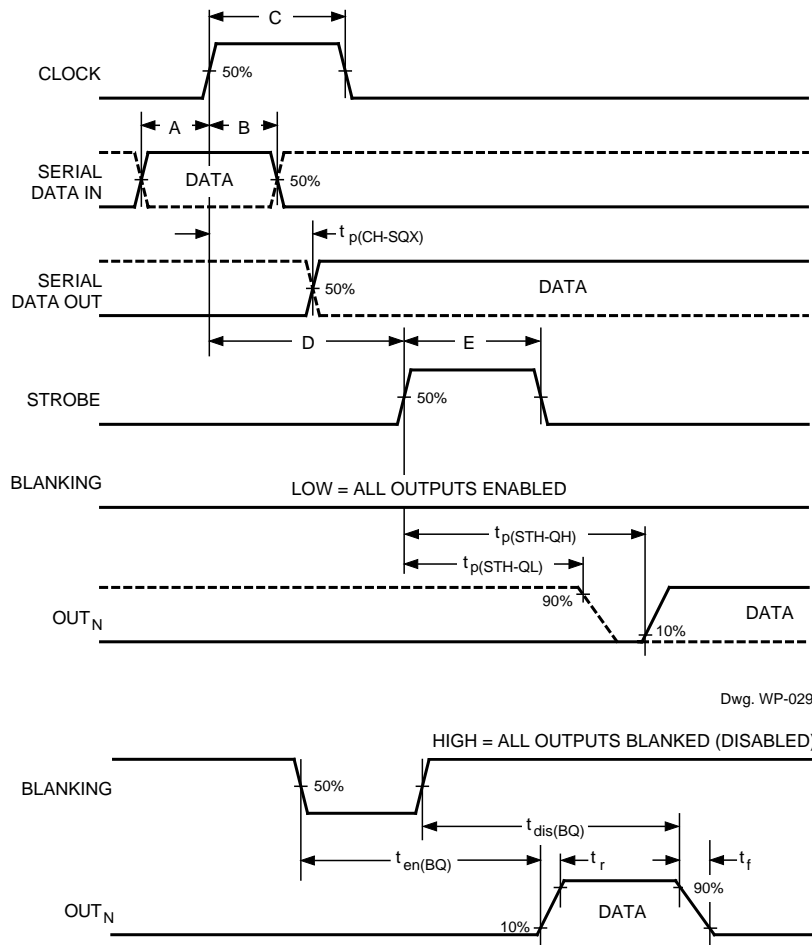 C
CLOCK
50%
A
B
SERIAL
DATA IN
DATA
50%
t p(CH-SQX)
SERIAL
DATA OUT
50%
DATA
D
E
STROBE
50%
BLANKING
LOW = ALL OUTPUTS ENABLED
t p(STH-QH)
t p(STH-QL)
90%
OUT N
10%
DATA
Dwg. WP-029
HIGH = ALL OUTPUTS BLANKED (DISABLED)
BLANKING
50%
t dis(BQ)
t en(BQ)
t r
t f
OUT N
10%
DATA
90%